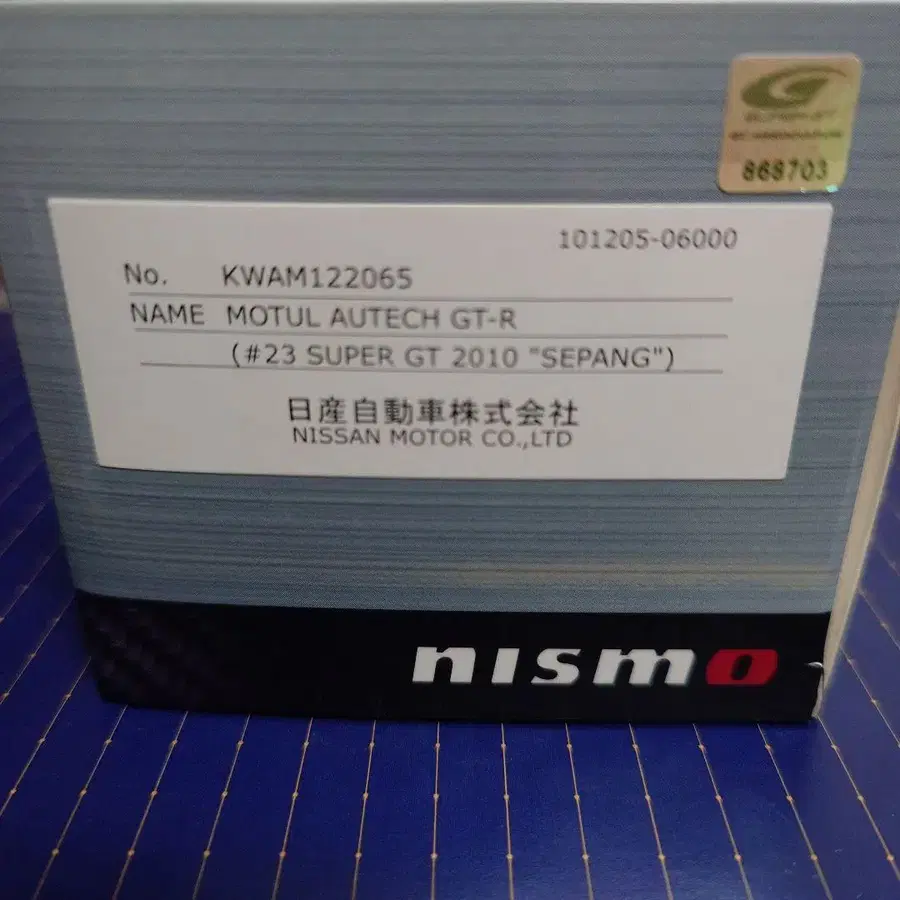 868703
101205-06000
No. KWAM122065
NAME MOTUL AUTECH GT-R
(#23 SUPER GT 2010 "SEPANG")
日産自動車株式会社
NISSAN MOTOR CO.,LTD
nismo